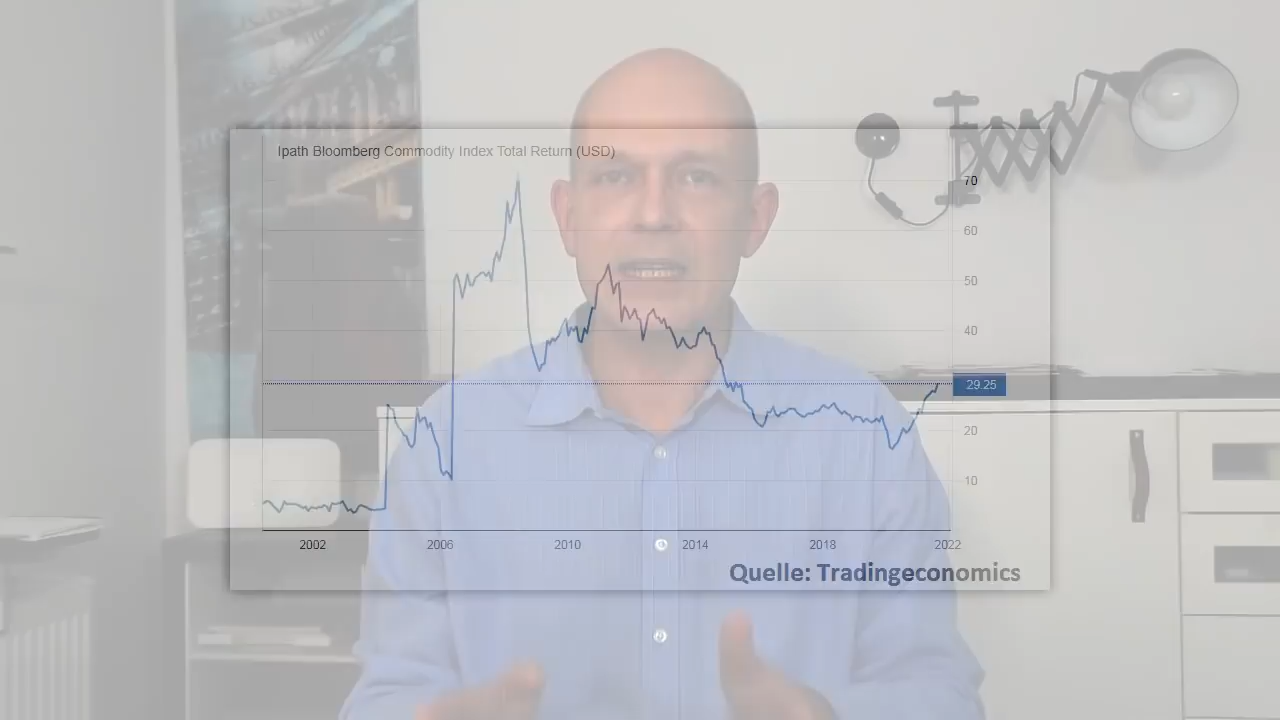 Ipath Bloomberg Commodity Index Total Return (USD)
70
60
50
40
29.25
20
10
2002 2006 2010 2014 2018 2022
Quelle: Tradingeconomics